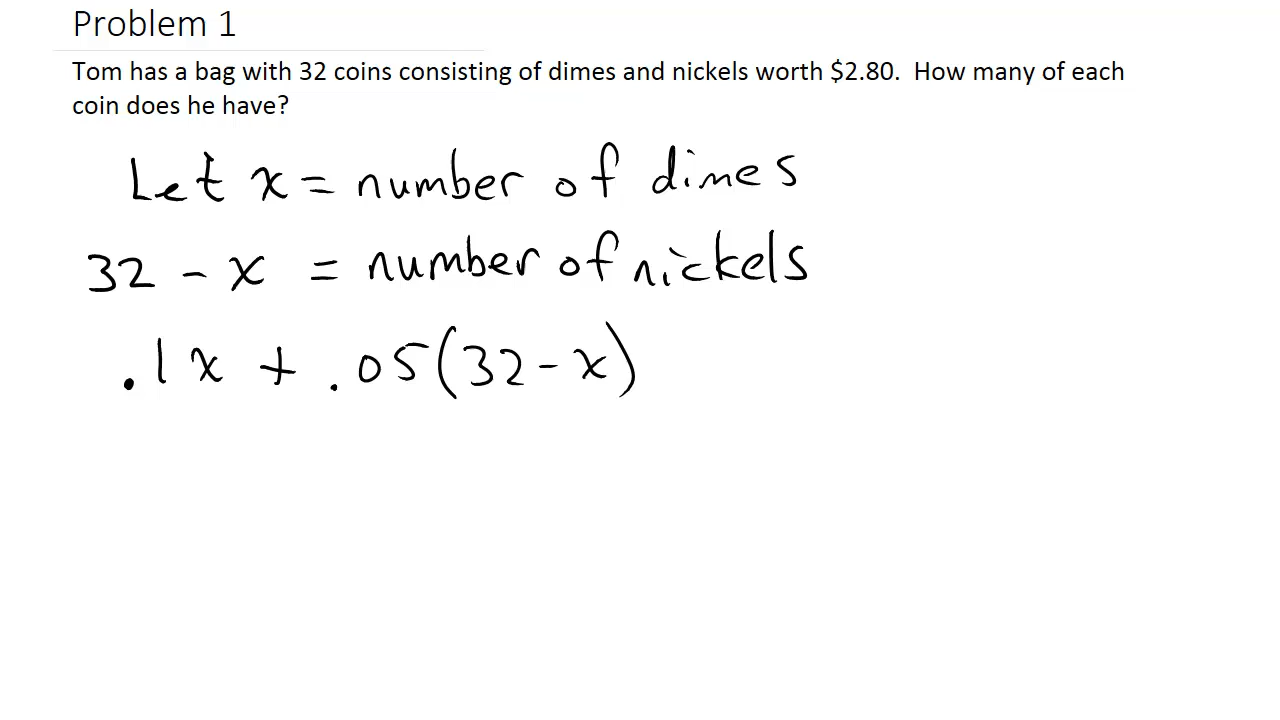 Problem 1
Tom has a bag with 32 coins consisting of dimes and nickels worth $2.80.  How many of each
coin does he have?
Let x = number of dimes
32 - x = number of nickels
.1x + .05(32-x)